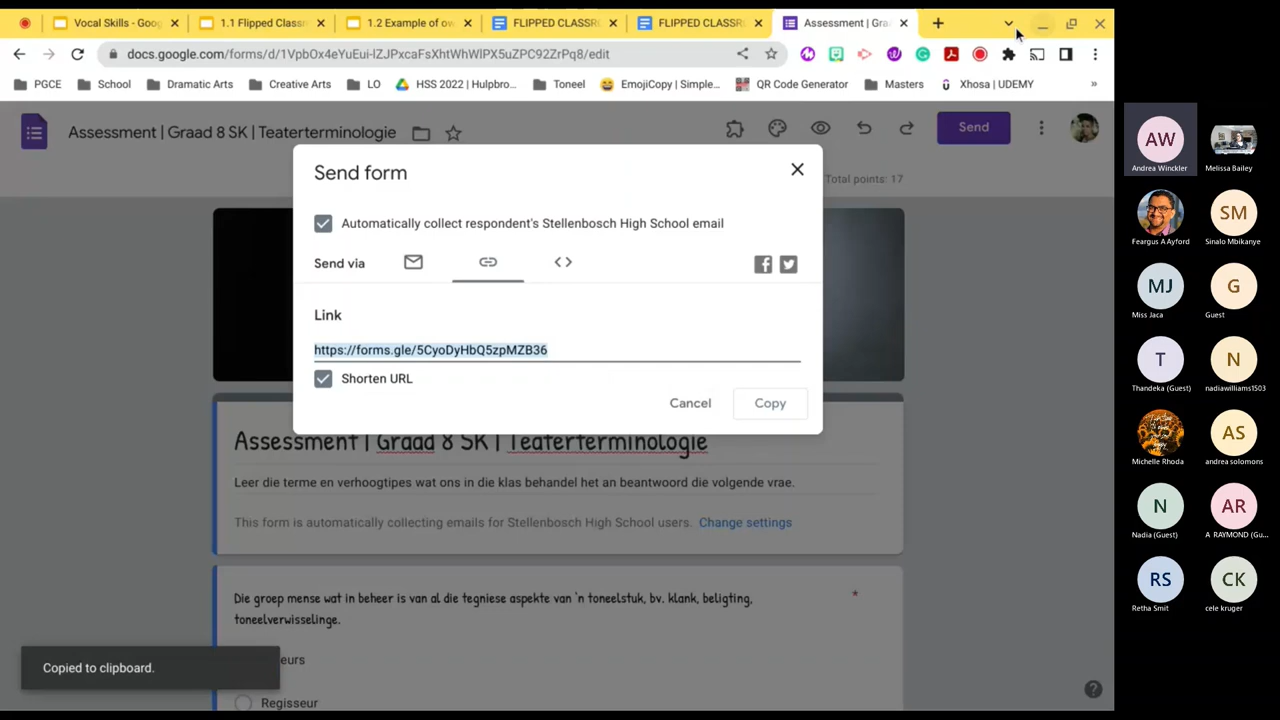 Vocal Skills - Goog
1.1 Flipped Classr
1.2 Example of ow
FLIPPED CLASSR
FLIPPED CLASSR
Assessment | Gra
docs.google.com/forms/d/1VpbOx4eYuEui-IZJPxcaFsXhtWhWlPX5uZPC92ZrPq8/edit
PGCE
School
Dramatic Arts
Creative Arts
LO
HSS 2022 | Hulpbro...
Toneel
EmojiCopy | Simple...
QR Code Generator
Masters
Xhosa | UDEMY
»
Assessment | Graad 8 SK | Teaterterminologie
Send
Total points: 17
Send form
Automatically collect respondent's Stellenbosch High School email
Send via
Link
https://forms.gle/5CyoDyHbQ5zpMZB36
Shorten URL
Cancel
Copy
Assessment | Graad 8 SK | Teaterterminologie
Leer die terme en verhoogtipes wat ons in die klas behandel het an beantwoord die volgende vrae.
This form is automatically collecting emails for Stellenbosch High School users. Change settings
Die groep mense wat in beheer is van al die tegniese aspekte van 'n toneelstuk, bv. klank, beligting, *
toneelverwisselinge.
eurs
Regisseur
Copied to clipboard.
AW
Andrea Winckler
Melissa Bailey
Feargus A Ayford
SM
Sinalo Mbikanye
MJ
Miss Jaca
G
Guest
T
Thandeka (Guest)
N
nadiawilliams1503
Michelle Rhoda
AS
andrea solomons
N
Nadia (Guest)
AR
A RAYMOND (Gu...
RS
Retha Smit
CK
cele kruger